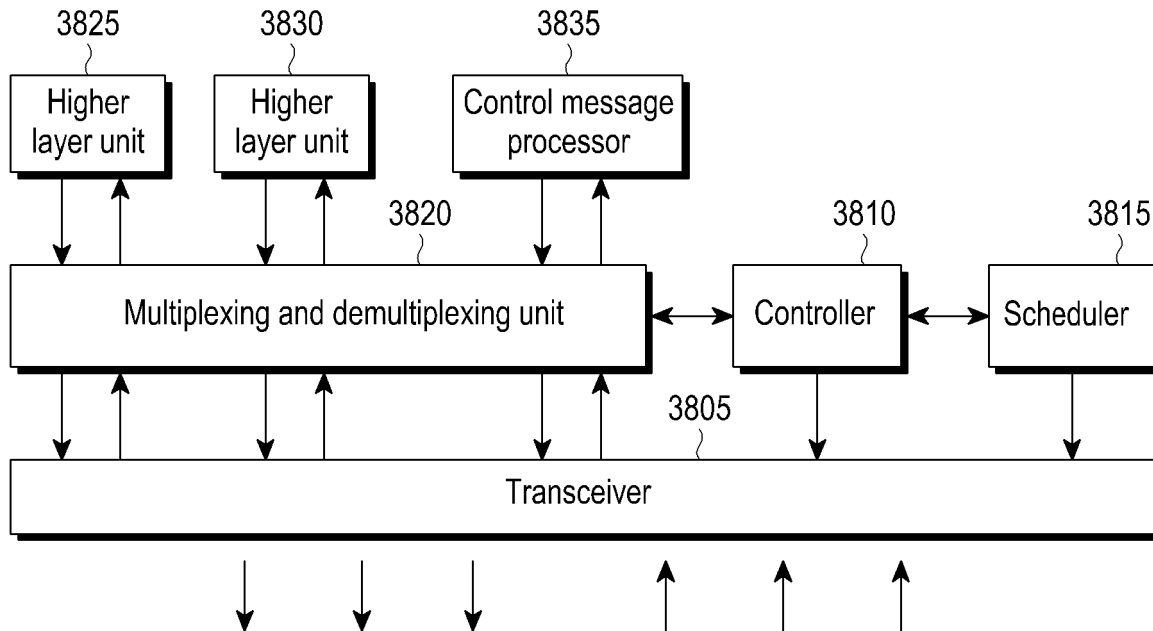 3825
3830
3835
Higher
layer unit
Higher
layer unit
Control message
processor
3820
3810
3815
Multiplexing and demultiplexing unit
Controller
Scheduler
3805
Transceiver